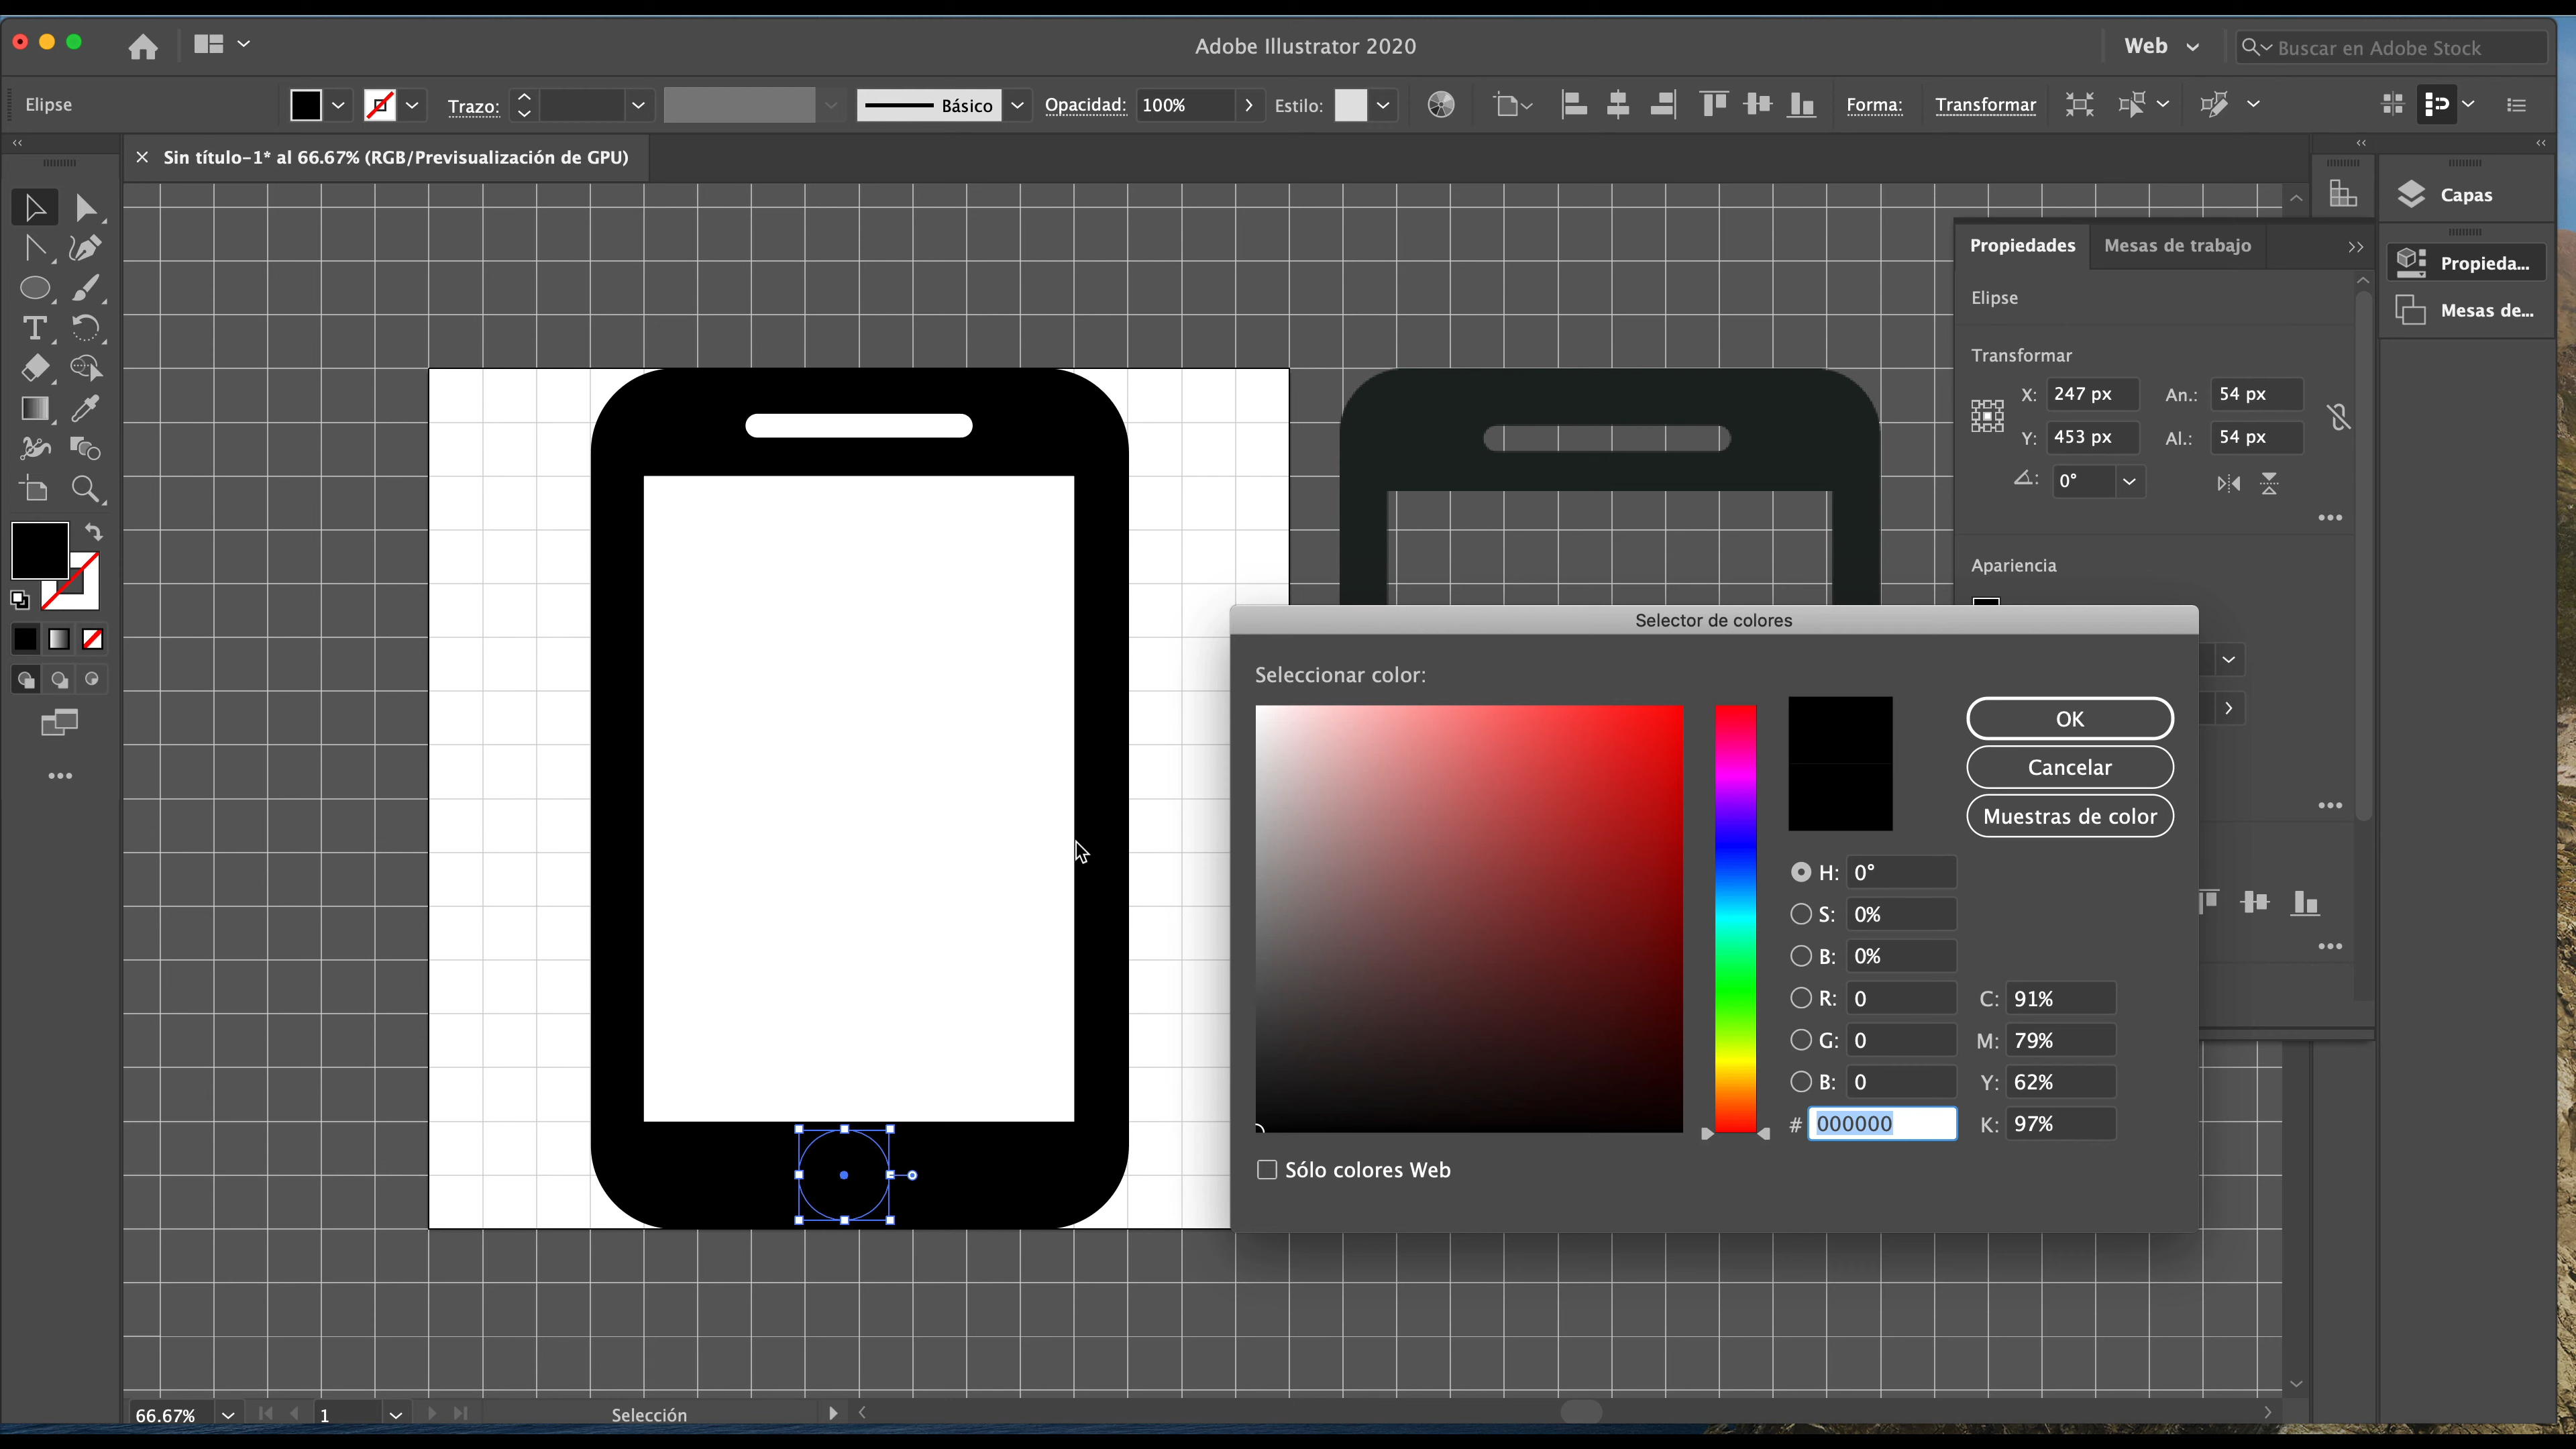 Adobe Illustrator 2020
Web
Buscar en Adobe Stock
Elipse
Trazo:
Básico
Opacidad:
100%
Estilo:
Forma:
Transformar
Sin título-1* al 66.67% (RGB/Previsualización de GPU)
Capas
Propieda...
Mesas de...
Propiedades
Mesas de trabajo
Elipse
Transformar
X: 247 px An.: 54 px
Y: 453 px Al.: 54 px
0°
Apariencia
Selector de colores
Seleccionar color:
OK
Cancelar
Muestras de color
H: 0°
S: 0%
B: 0%
R: 0 C: 91%
G: 0 M: 79%
B: 0 Y: 62%
# 000000 K: 97%
Sólo colores Web
66.67%
1
Selección